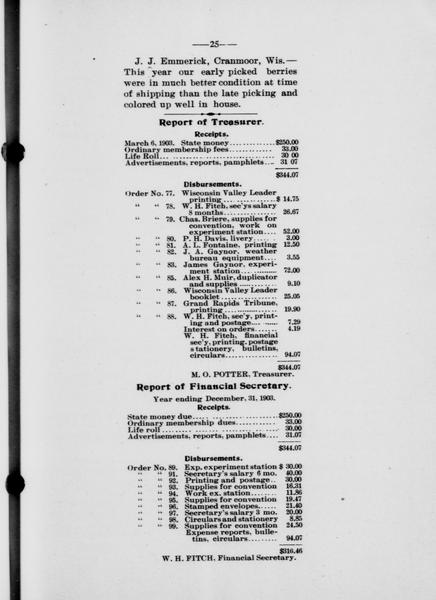 —25—
J. J. Emmerick, Cranmoor, Wis.—
This year our early picked berries
were in much better condition at time
of shipping than the late picking and
colored up well in house.
Report of Treasurer.
Receipts.
March 6, 1903. State money ............. $250.00
Ordinary membership fees .......... 33.00
Life Roll .......... 30 00
Advertisements, reports, pamphlets .... 31 07
$344.07
Disbursements.
Order No. 77. Wisconsin Valley Leader
printing .............. $ 14.75
" " 78. W. H. Fitch, sec'ys salary
8 months .............. 26.67
" " 79. Chas. Briere, supplies for
convention, work on
experiment station .... 52.00
" " 80. P. H. Davis, livery ..... 3.00
" " 81. A. L. Fontaine, printing 12.50
" " 82. J. A. Gaynor, weather
bureau equipment .... 3.55
" " 83. James Gaynor, experi-
ment station .............. 72.00
" " 85. Alex H. Muir, duplicator
and supplies ............ 9.10
" " 86. Wisconsin Valley Leader
booklet .............. 25.05
" " 87. Grand Rapids Tribune,
printing .............. 19.90
" " 88. W. H. Fitch, sec'y, print-
ing and postage .......... 7.29
Interest on orders ....... 4.19
W. H. Fitch, financial
sec'y, printing, postage
stationery, bulletins,
circulars .............. 94.07
$344.07
M. O. POTTER, Treasurer.
Report of Financial Secretary.
Year ending December, 31, 1903.
Receipts.
State money due .............. $250.00
Ordinary membership dues .......... 33.00
Life roll .............. 30.00
Advertisements, reports, pamphlets .... 31.07
$344.07
Disbursements.
Order No. 89. Exp. experiment station $ 30.00
" " 91. Secretary's salary 6 mo. 40.00
" " 92. Printing and postage .. 30.00
" " 93. Supplies for convention 16.31
" " 94. Work ex. station ....... 11.86
" " 95. Supplies for convention 19.47
" " 96. Stamped envelopes ..... 21.40
" " 97. Secretary's salary 3 mo. 20.00
" " 98. Circulars and stationery 8.85
" " 99. Supplies for convention 24.50
Expense reports, bulle-
tins, circulars .......... 94.07
$316.46
W. H. FITCH, Financial Secretary.